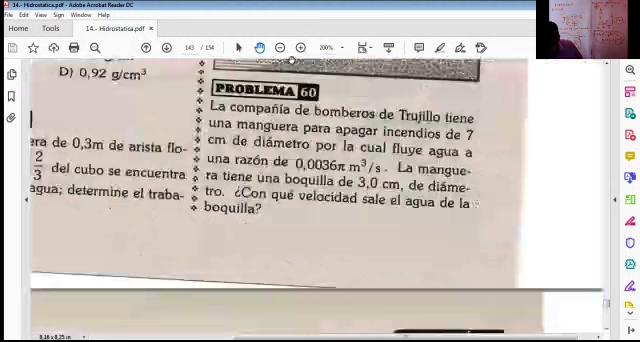 14.- Hidrostatica.pdf - Adobe Acrobat Reader DC
File Edit View Sign Window Help
Home Tools 14.- Hidrostatica.pdf ×
143 / 154 200%
D) 0,92 g/cm³
PROBLEMA 60
La compañía de bomberos de Trujillo tiene
una manguera para apagar incendios de 7
cm de diámetro por la cual fluye agua a
una razón de 0,0036π m³/s. La mangue-
ra tiene una boquilla de 3,0 cm, de diáme-
tro. ¿Con qué velocidad sale el agua de la
boquilla?
era de 0,3m de arista flo-
2/3 del cubo se encuentra
agua; determine el traba-
8,16 x 8,25 in